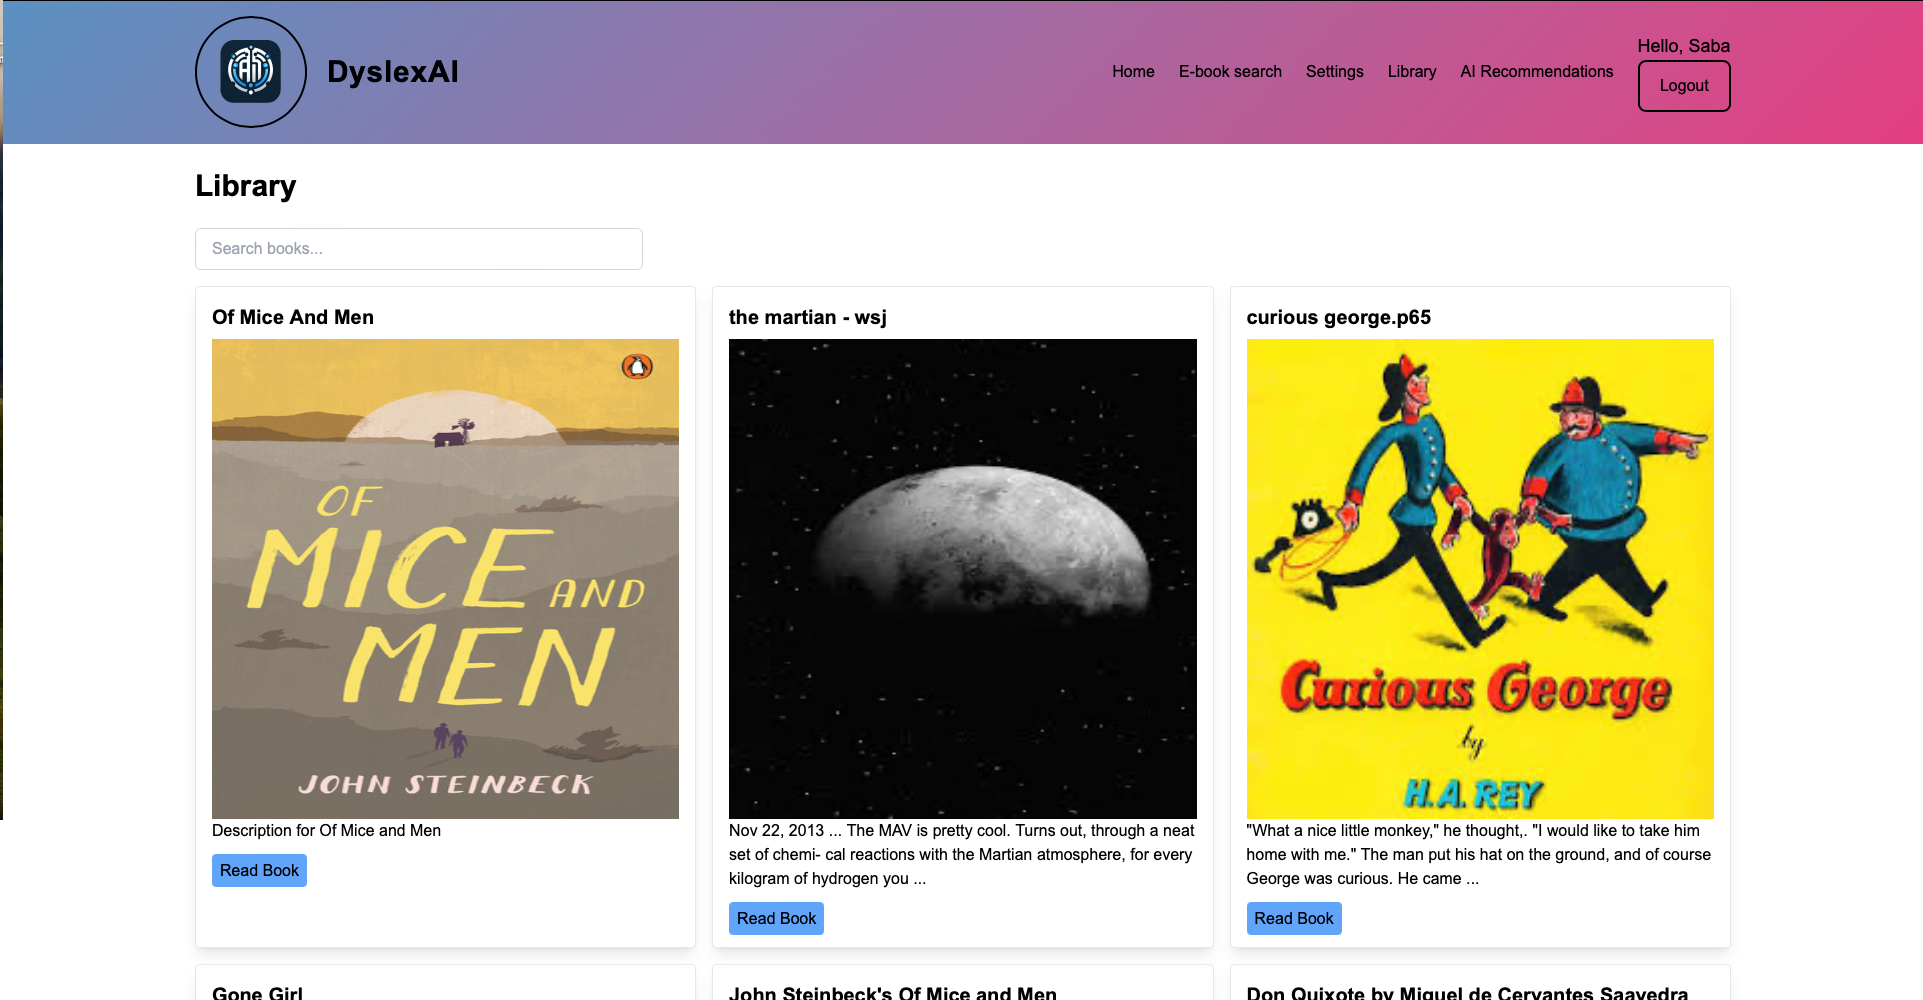 DyslexAI
Home E-book search Settings Library AI Recommendations
Hello, Saba
Logout
Library
Search books...
Of Mice And Men
OF
MICE AND
MEN
JOHN STEINBECK
Description for Of Mice and Men
Read Book
the martian - wsj
Nov 22, 2013 ... The MAV is pretty cool. Turns out, through a neat
set of chemi- cal reactions with the Martian atmosphere, for every
kilogram of hydrogen you ...
Read Book
curious george.p65
Curious George
by
H. A. REY
"What a nice little monkey," he thought,. "I would like to take him
home with me." The man put his hat on the ground, and of course
George was curious. He came ...
Read Book
Gone Girl
John Steinbeck's Of Mice and Men
Don Quixote by Miguel de Cervantes Saavedra